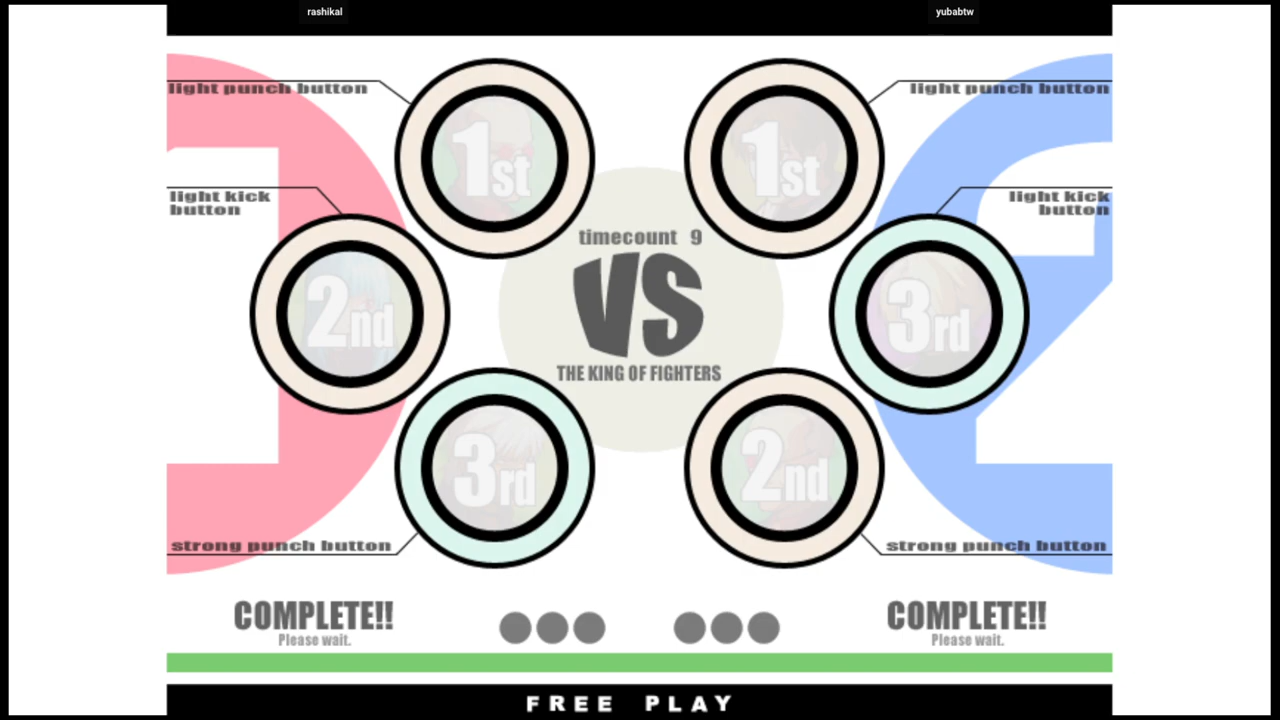 rashikal
yubabtw
light punch button
light punch button
1st
1st
light kick
button
light kick
button
timecount 9
VS
THE KING OF FIGHTERS
2nd
3rd
3rd
2nd
strong punch button
strong punch button
COMPLETE!!
Please wait.
COMPLETE!!
Please wait.
FREE PLAY